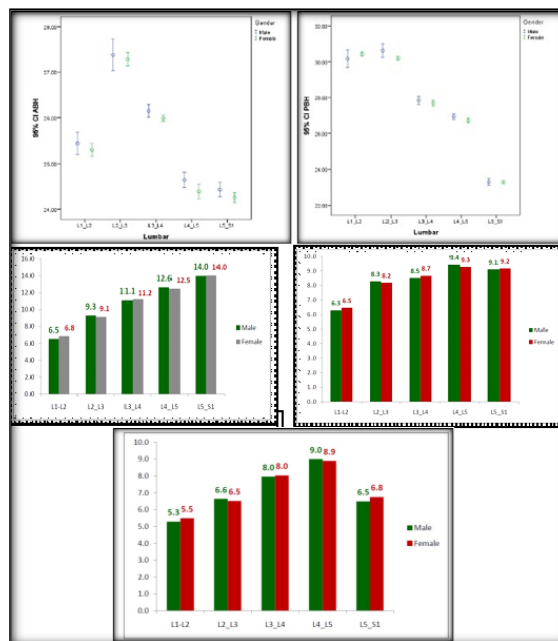 Gender
Male
Female
28.00
27.00
26.00
25.00
24.00
95% CI ABH
L1_L2
L2_L3
L3_L4
L4_L5
L5_S1
Lumbar
Gender
Male
Female
32.00
30.00
28.00
26.00
24.00
22.00
95% CI PBH
L1_L2
L2_L3
L3_L4
L4_L5
L5_S1
Lumbar
16.0
14.0
12.0
10.0
8.0
6.0
4.0
2.0
0.0
6.5 6.8 9.3 9.1 11.1 11.2 12.6 12.5 14.0 14.0
Male
Female
L1-L2 L2_L3 L3_L4 L4_L5 L5_S1
10.0
9.0
8.0
7.0
6.0
5.0
4.0
3.0
2.0
1.0
0.0
6.3 6.5 8.3 8.2 8.5 8.7 9.4 9.3 9.1 9.2
Male
Female
L1-L2 L2_L3 L3_L4 L4_L5 L5_S1
10.0
9.0
8.0
7.0
6.0
5.0
4.0
3.0
2.0
1.0
0.0
5.3 5.5 6.6 6.5 8.0 8.0 9.0 8.9 6.5 6.8
Male
Female
L1-L2 L2_L3 L3_L4 L4_L5 L5_S1